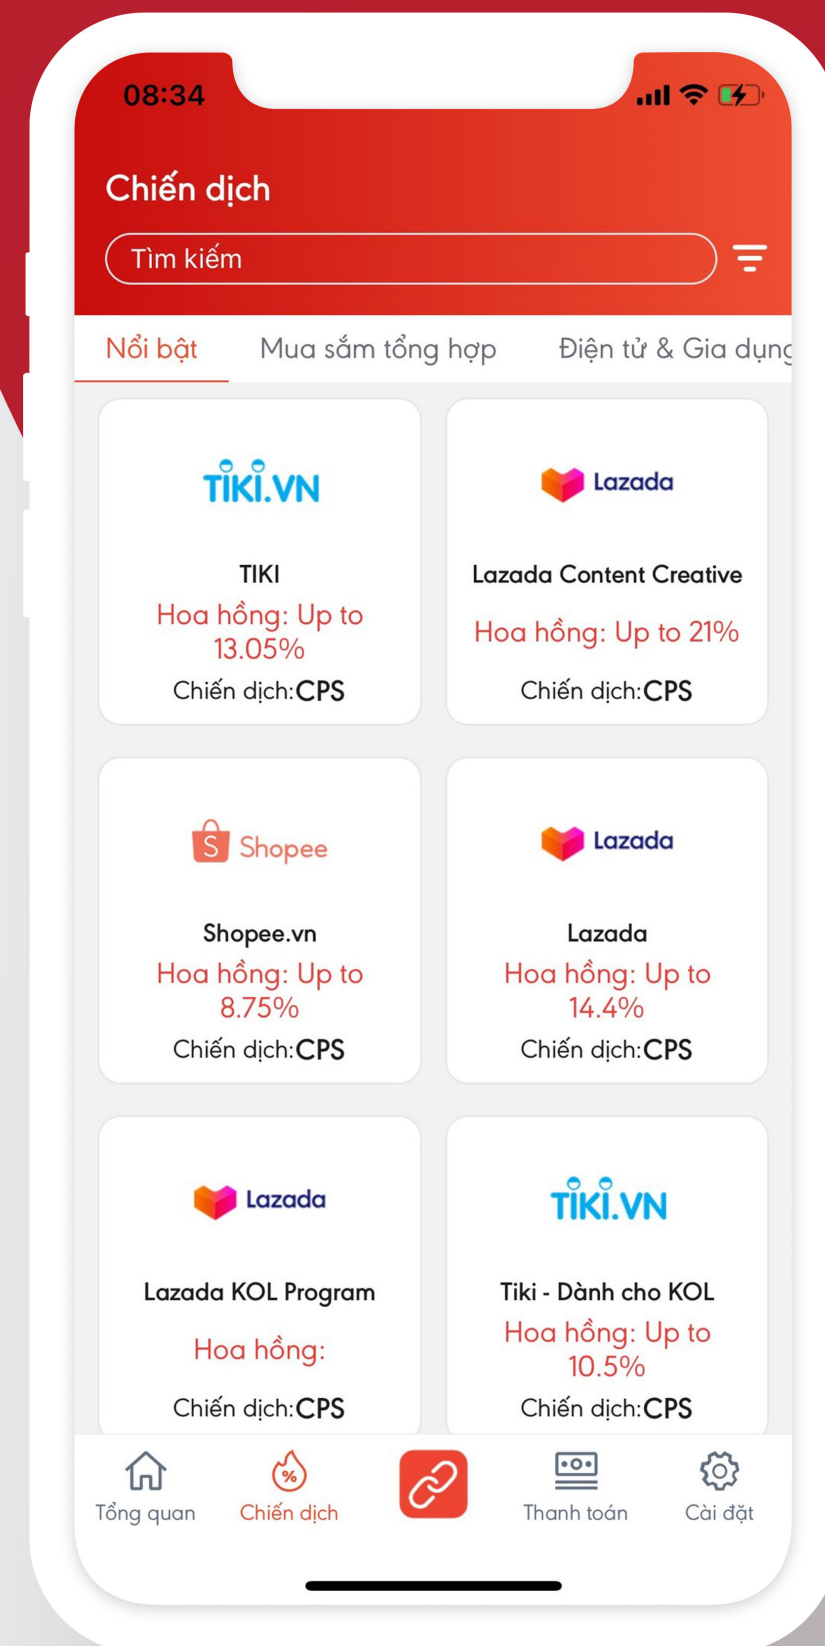 08:34
Chiến dịch
Tìm kiếm
Nổi bật Mua sắm tổng hợp Điện tử & Gia dụng
TIKI.VN
TIKI
Hoa hồng: Up to
13.05%
Chiến dịch:CPS
Lazada
Lazada Content Creative
Hoa hồng: Up to 21%
Chiến dịch:CPS
S Shopee
Shopee.vn
Hoa hồng: Up to
8.75%
Chiến dịch:CPS
Lazada
Lazada
Hoa hồng: Up to
14.4%
Chiến dịch:CPS
Lazada
Lazada KOL Program
Hoa hồng:
Chiến dịch:CPS
TIKI.VN
Tiki - Dành cho KOL
Hoa hồng: Up to
10.5%
Chiến dịch:CPS
Tổng quan Chiến dịch Thanh toán Cài đặt